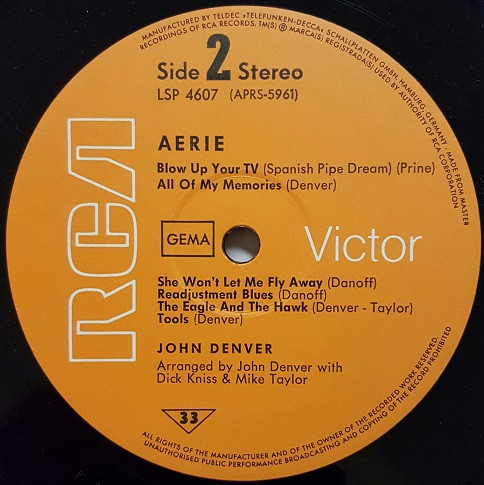 MANUFACTURED BY TELDEC »TELEFUNKEN-DECCA« SCHALLPLATTEN GMBH, HAMBURG, GERMANY · MADE FROM MASTER
RECORDINGS OF RCA RECORDS. TM(S) ® MARCA(S) REGISTRADA(S) USED BY AUTHORITY OF RCA CORPORATION
Side 2 Stereo
LSP 4607 (APRS-5961)
AERIE
Blow Up Your TV (Spanish Pipe Dream) (Prine)
All Of My Memories (Denver)
RCA
GEMA
Victor
She Won't Let Me Fly Away (Danoff)
Readjustment Blues (Danoff)
The Eagle And The Hawk (Denver - Taylor)
Tools (Denver)
JOHN DENVER
Arranged by John Denver with
Dick Kniss & Mike Taylor
33
ALL RIGHTS OF THE MANUFACTURER AND OF THE OWNER OF THE RECORDED WORK RESERVED.
UNAUTHORISED PUBLIC PERFORMANCE BROADCASTING AND COPYING OF THE RECORD PROHIBITED